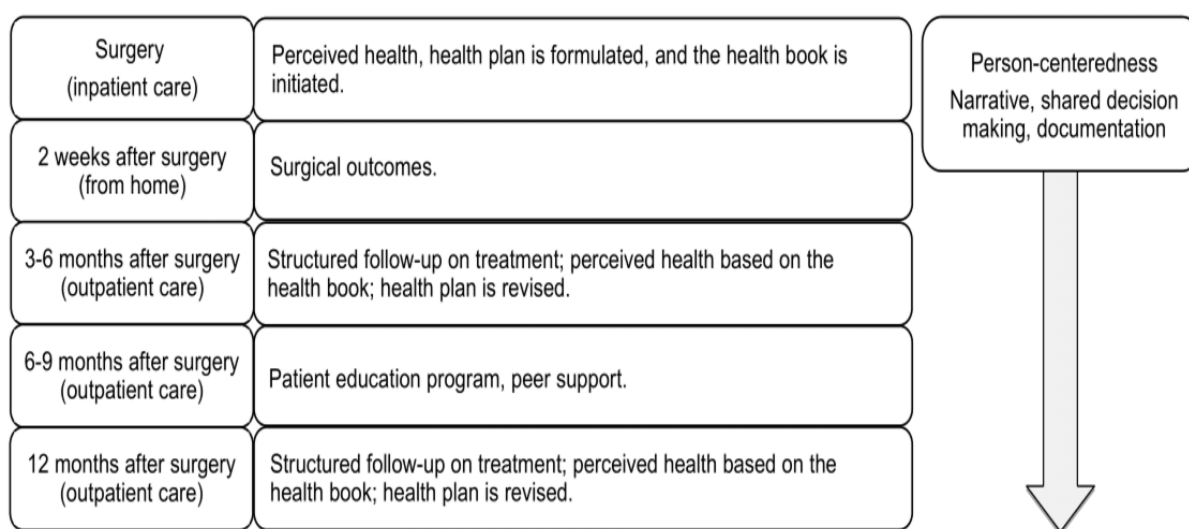 Surgery
(inpatient care)
Perceived health, health plan is formulated, and the health book is
initiated.
2 weeks after surgery
(from home)
Surgical outcomes.
3-6 months after surgery
(outpatient care)
Structured follow-up on treatment; perceived health based on the
health book; health plan is revised.
6-9 months after surgery
(outpatient care)
Patient education program, peer support.
12 months after surgery
(outpatient care)
Structured follow-up on treatment; perceived health based on the
health book; health plan is revised.
Person-centeredness
Narrative, shared decision
making, documentation